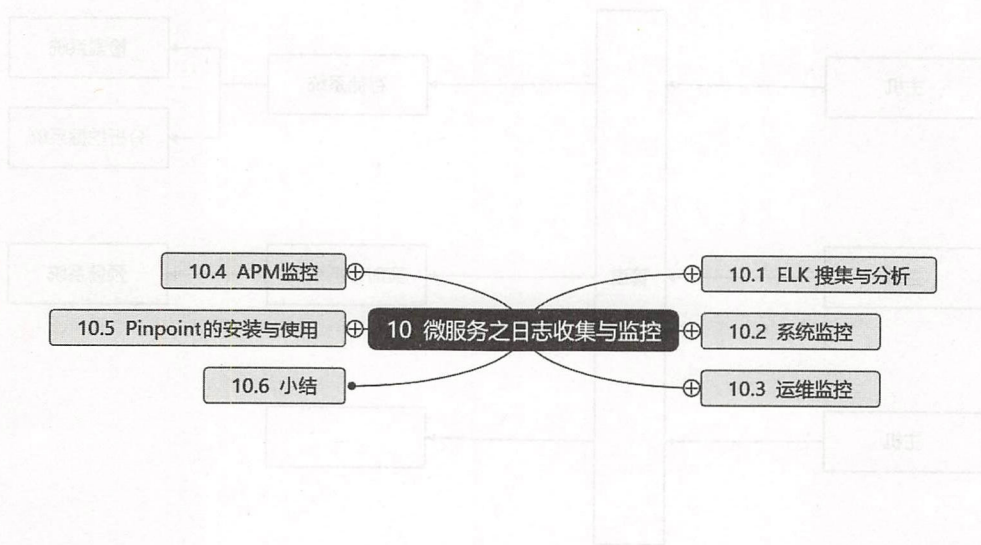 10 微服务之日志收集与监控
10.1 ELK 搜集与分析
10.2 系统监控
10.3 运维监控
10.4 APM监控
10.5 Pinpoint的安装与使用
10.6 小结